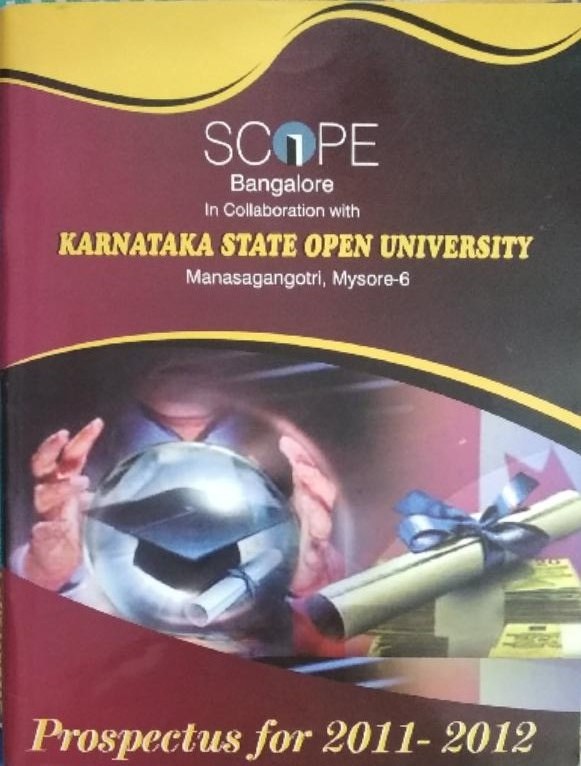 SCOPE
Bangalore
In Collaboration with
KARNATAKA STATE OPEN UNIVERSITY
Manasagangotri, Mysore-6
Prospectus for 2011- 2012